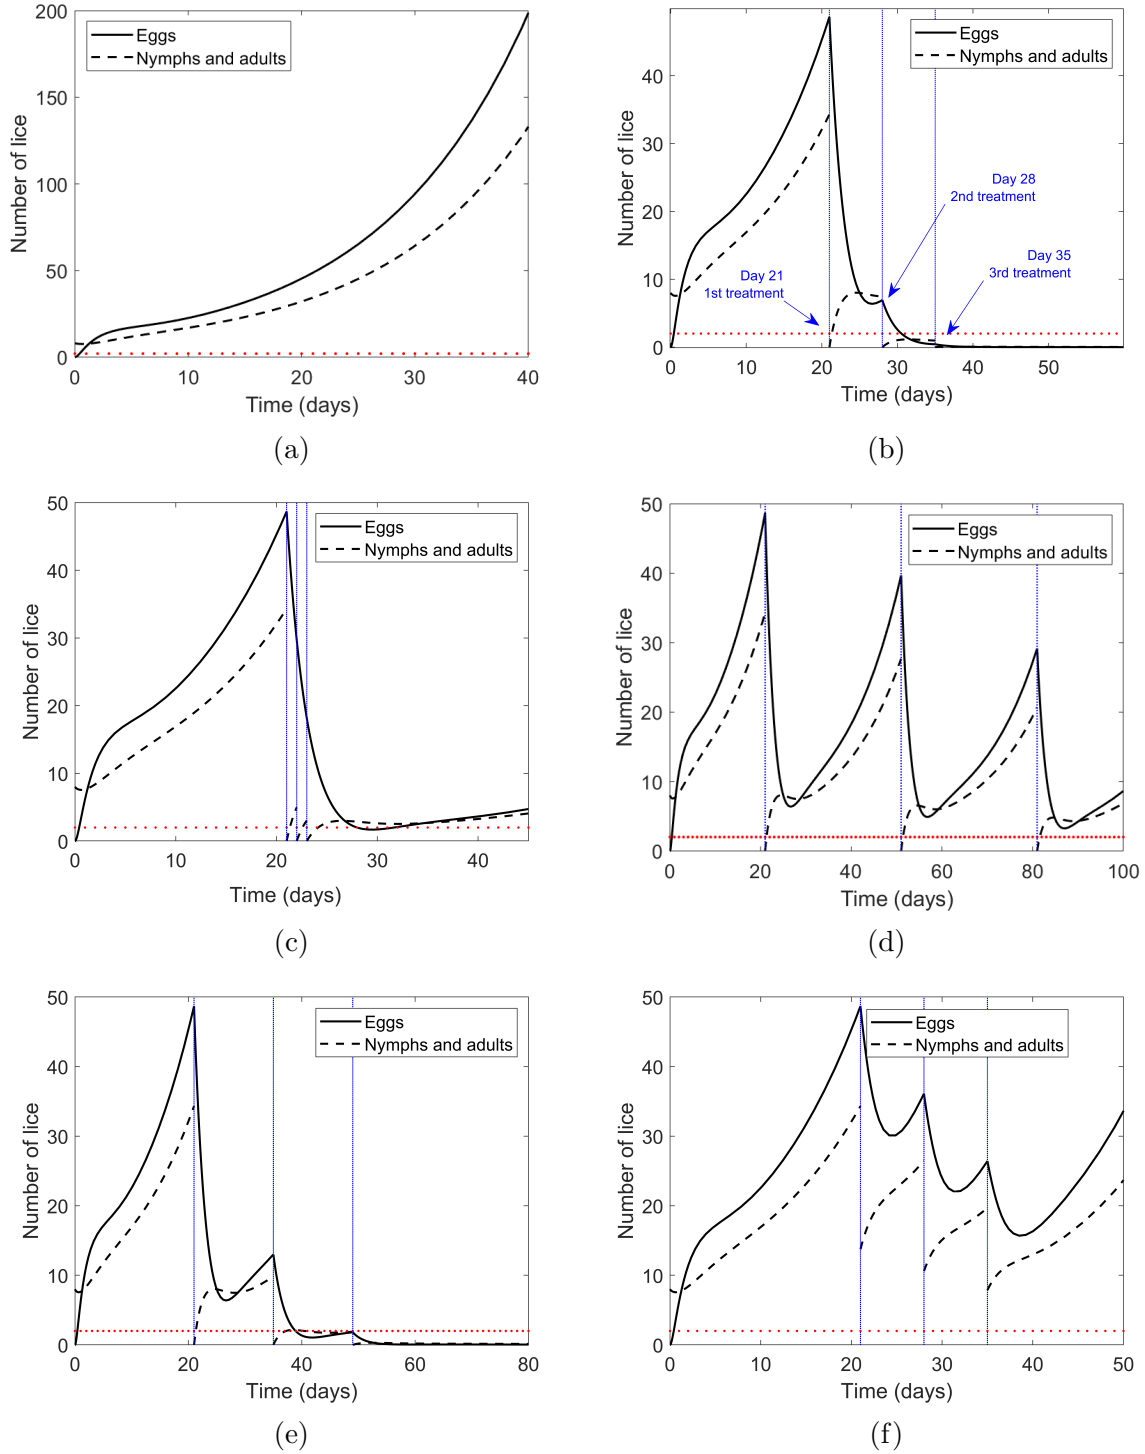 200
150
100
50
0
0 10 20 30 40
Number of lice
Time (days)
Eggs
Nymphs and adults
(a)
40
30
20
10
0
0 10 20 30 40 50
Number of lice
Time (days)
Eggs
Nymphs and adults
Day 28
2nd treatment
Day 35
3rd treatment
Day 21
1st treatment
(b)
50
40
30
20
10
0
0 10 20 30 40
Number of lice
Time (days)
Eggs
Nymphs and adults
(c)
50
40
30
20
10
0
0 20 40 60 80 100
Number of lice
Time (days)
Eggs
Nymphs and adults
(d)
50
40
30
20
10
0
0 20 40 60 80
Number of lice
Time (days)
Eggs
Nymphs and adults
(e)
50
40
30
20
10
0
0 10 20 30 40 50
Number of lice
Time (days)
Eggs
Nymphs and adults
(f)